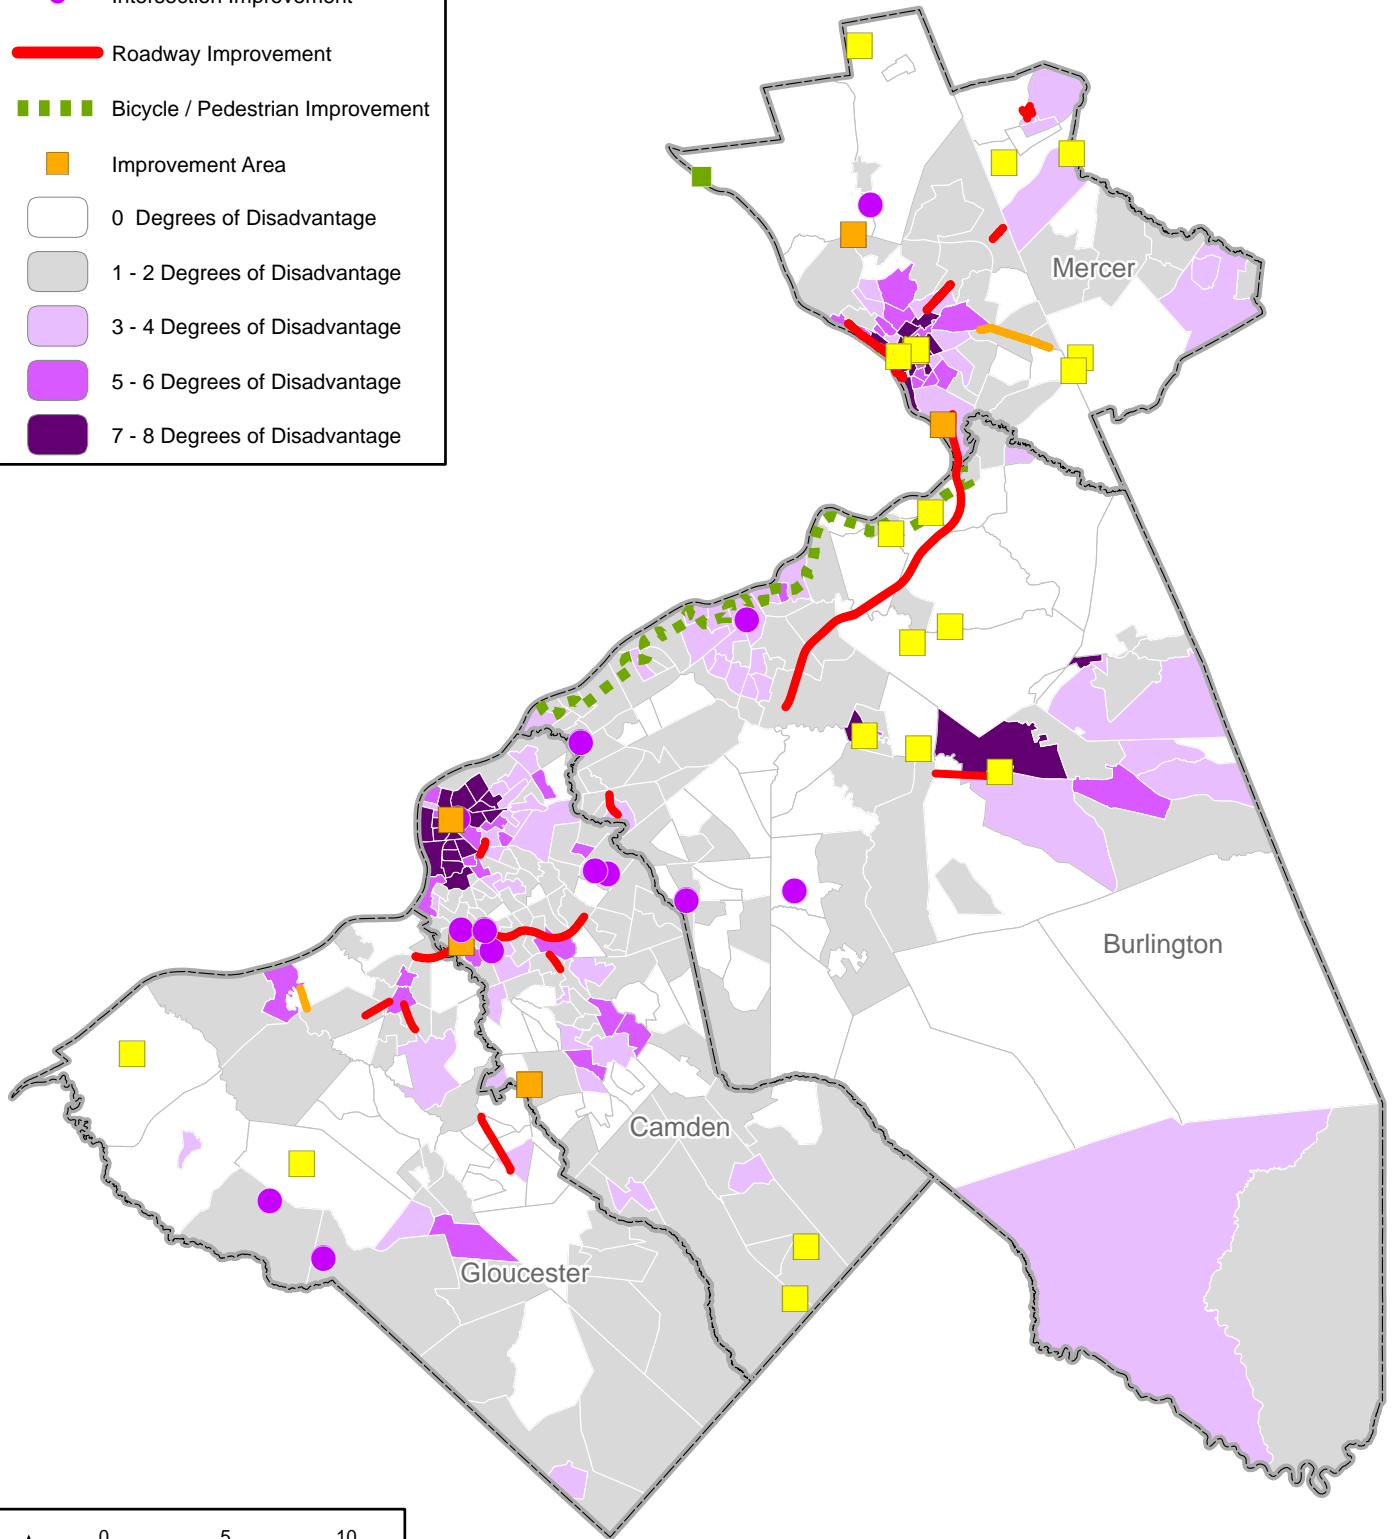 Intersection Improvement
Roadway Improvement
Bicycle / Pedestrian Improvement
Improvement Area
0 Degrees of Disadvantage
1 - 2 Degrees of Disadvantage
3 - 4 Degrees of Disadvantage
5 - 6 Degrees of Disadvantage
7 - 8 Degrees of Disadvantage
Mercer
Burlington
Camden
Gloucester
0 5 10